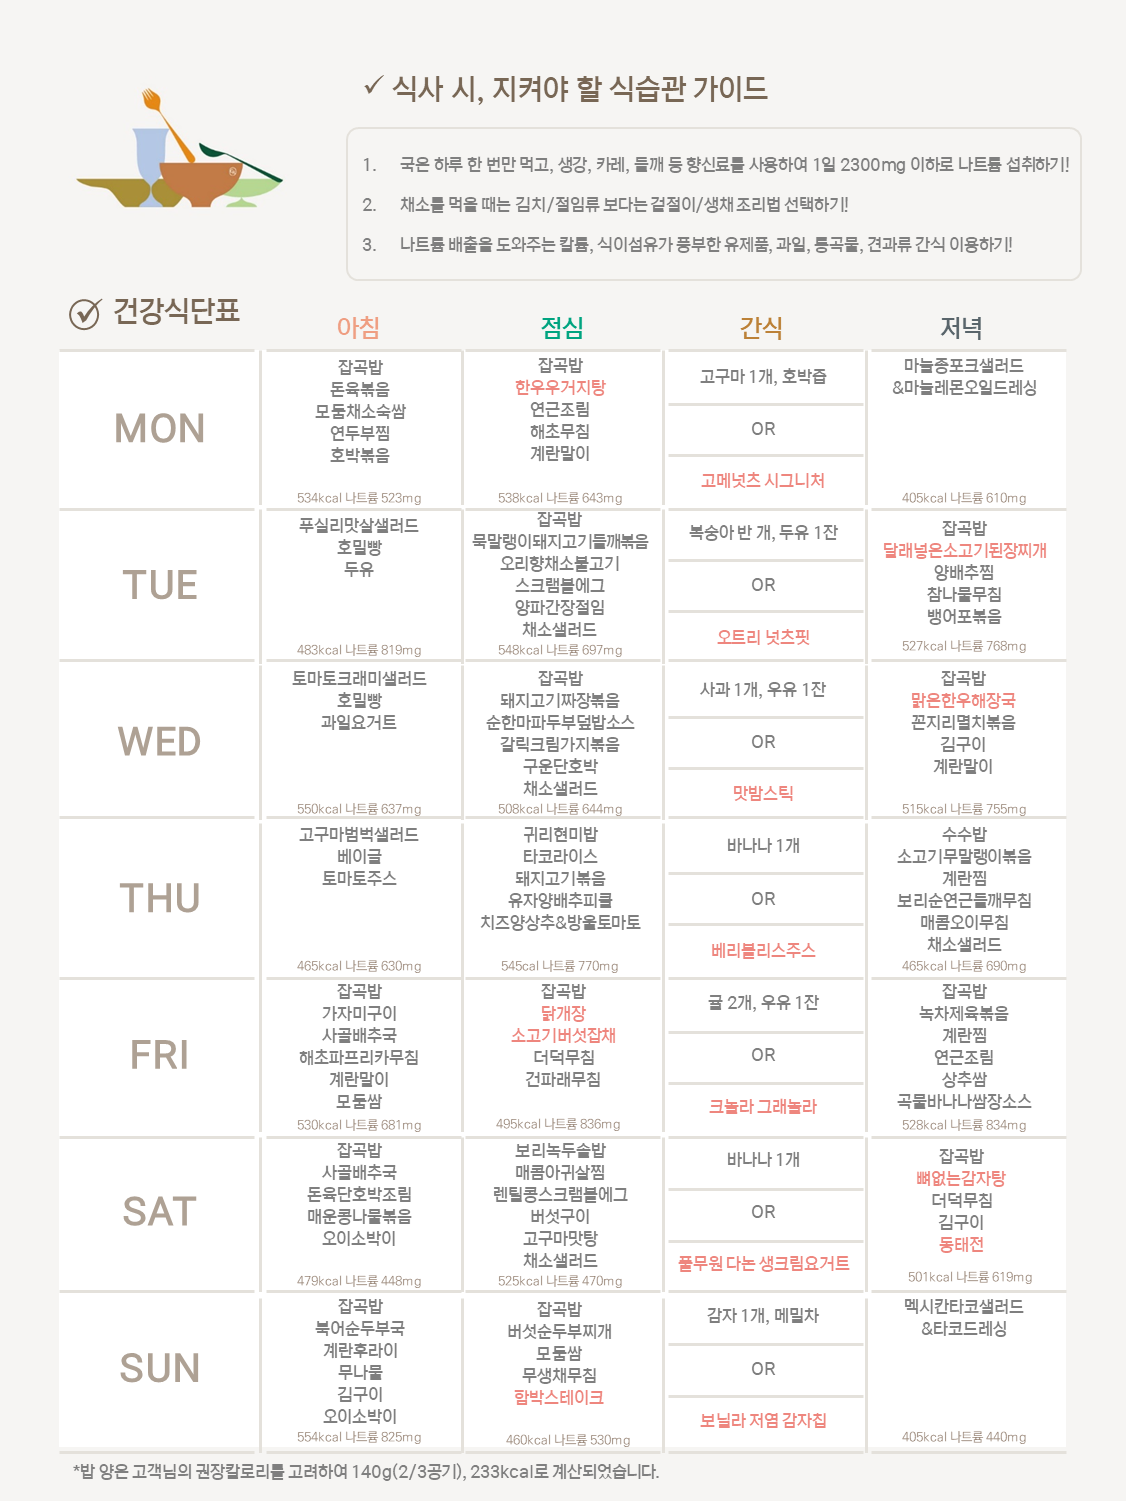 식사 시, 지켜야 할 식습관 가이드
1. 국은 하루 한 번만 먹고, 생강, 카레, 들깨 등 향신료를 사용하여 1일 2300mg 이하로 나트륨 섭취하기!
2. 채소를 먹을 때는 김치/절임류 보다는 겉절이/생채 조리법 선택하기!
3. 나트륨 배출을 도와주는 칼륨, 식이섬유가 풍부한 유제품, 과일, 통곡물, 견과류 간식 이용하기!
건강식단표
아침
점심
간식
저녁
MON
잡곡밥
돈육볶음
모둠채소숙쌈
연두부찜
호박볶음
534kcal 나트륨 523mg
잡곡밥
한우우거지탕
연근조림
해초무침
계란말이
538kcal 나트륨 643mg
고구마 1개, 호박즙
OR
고메넛츠 시그니처
마늘종포크샐러드
&마늘레몬오일드레싱
405kcal 나트륨 610mg
TUE
푸실리맛살샐러드
호밀빵
두유
483kcal 나트륨 819mg
잡곡밥
묵말랭이돼지고기들깨볶음
오리향채소불고기
스크램블에그
양파간장절임
채소샐러드
548kcal 나트륨 697mg
복숭아 반 개, 두유 1잔
OR
오트리 넛츠핏
잡곡밥
달래넣은소고기된장찌개
양배추찜
참나물무침
뱅어포볶음
527kcal 나트륨 768mg
WED
토마토크래미샐러드
호밀빵
과일요거트
550kcal 나트륨 637mg
잡곡밥
돼지고기짜장볶음
순한마파두부덮밥소스
갈릭크림가지볶음
구운단호박
채소샐러드
508kcal 나트륨 644mg
사과 1개, 우유 1잔
OR
맛밤스틱
잡곡밥
맑은한우해장국
꼰지리멸치볶음
김구이
계란말이
515kcal 나트륨 755mg
THU
고구마범벅샐러드
베이글
토마토주스
465kcal 나트륨 630mg
귀리현미밥
타코라이스
돼지고기볶음
유자양배추피클
치즈양상추&방울토마토
545cal 나트륨 770mg
바나나 1개
OR
베리블리스주스
수수밥
소고기무말랭이볶음
계란찜
보리순연근들깨무침
매콤오이무침
채소샐러드
465kcal 나트륨 690mg
FRI
잡곡밥
가자미구이
사골배추국
해초파프리카무침
계란말이
모둠쌈
530kcal 나트륨 681mg
잡곡밥
닭개장
소고기버섯잡채
더덕무침
건파래무침
495kcal 나트륨 836mg
귤 2개, 우유 1잔
OR
크놀라 그래놀라
잡곡밥
녹차제육볶음
계란찜
연근조림
상추쌈
곡물바나나쌈장소스
528kcal 나트륨 834mg
SAT
잡곡밥
사골배추국
돈육단호박조림
매운콩나물볶음
오이소박이
479kcal 나트륨 448mg
보리녹두솥밥
매콤아귀살찜
렌틸콩스크램블에그
버섯구이
고구마맛탕
채소샐러드
525kcal 나트륨 470mg
바나나 1개
OR
풀무원 다논 생크림요거트
잡곡밥
뼈없는감자탕
더덕무침
김구이
동태전
501kcal 나트륨 619mg
SUN
잡곡밥
북어순두부국
계란후라이
무나물
김구이
오이소박이
554kcal 나트륨 825mg
잡곡밥
버섯순두부찌개
모둠쌈
무생채무침
함박스테이크
460kcal 나트륨 530mg
감자 1개, 메밀차
OR
보닐라 저염 감자칩
멕시칸타코샐러드
&타코드레싱
405kcal 나트륨 440mg
*밥 양은 고객님의 권장칼로리를 고려하여 140g(2/3공기), 233kcal로 계산되었습니다.